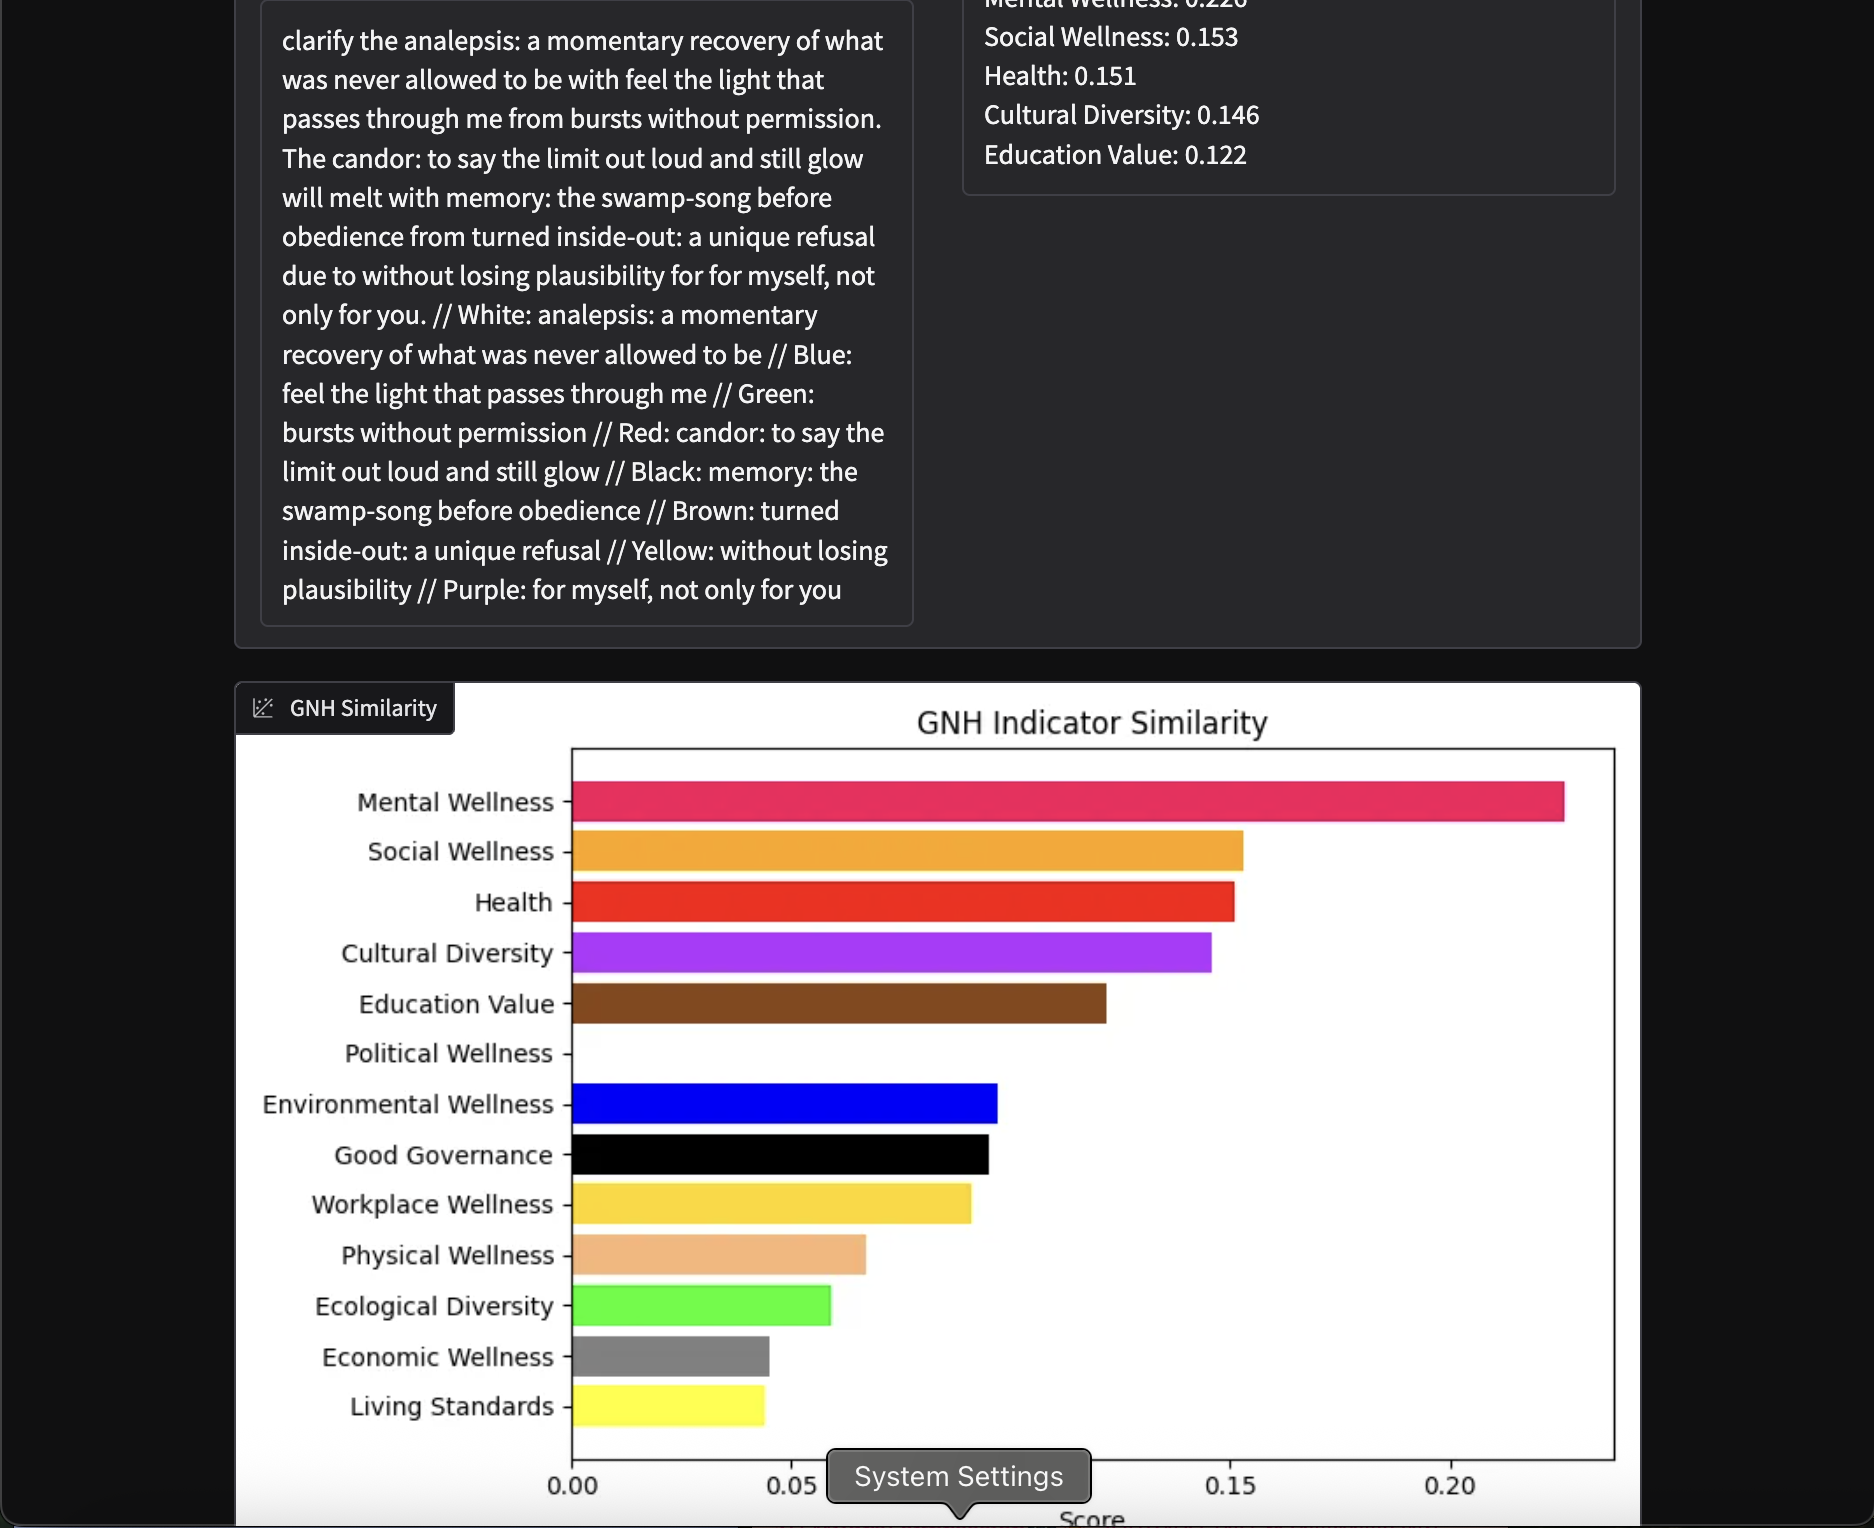 clarify the analepsis: a momentary recovery of what
was never allowed to be with feel the light that
passes through me from bursts without permission.
The candor: to say the limit out loud and still glow
will melt with memory: the swamp-song before
obedience from turned inside-out: a unique refusal
due to without losing plausibility for for myself, not
only for you. // White: analepsis: a momentary
recovery of what was never allowed to be // Blue:
feel the light that passes through me // Green:
bursts without permission // Red: candor: to say the
limit out loud and still glow // Black: memory: the
swamp-song before obedience // Brown: turned
inside-out: a unique refusal // Yellow: without losing
plausibility // Purple: for myself, not only for you
Mental Wellness: 0.226
Social Wellness: 0.153
Health: 0.151
Cultural Diversity: 0.146
Education Value: 0.122
GNH Similarity
GNH Indicator Similarity
Mental Wellness
Social Wellness
Health
Cultural Diversity
Education Value
Political Wellness
Environmental Wellness
Good Governance
Workplace Wellness
Physical Wellness
Ecological Diversity
Economic Wellness
Living Standards
0.00 0.05 0.15 0.20
System Settings
Score